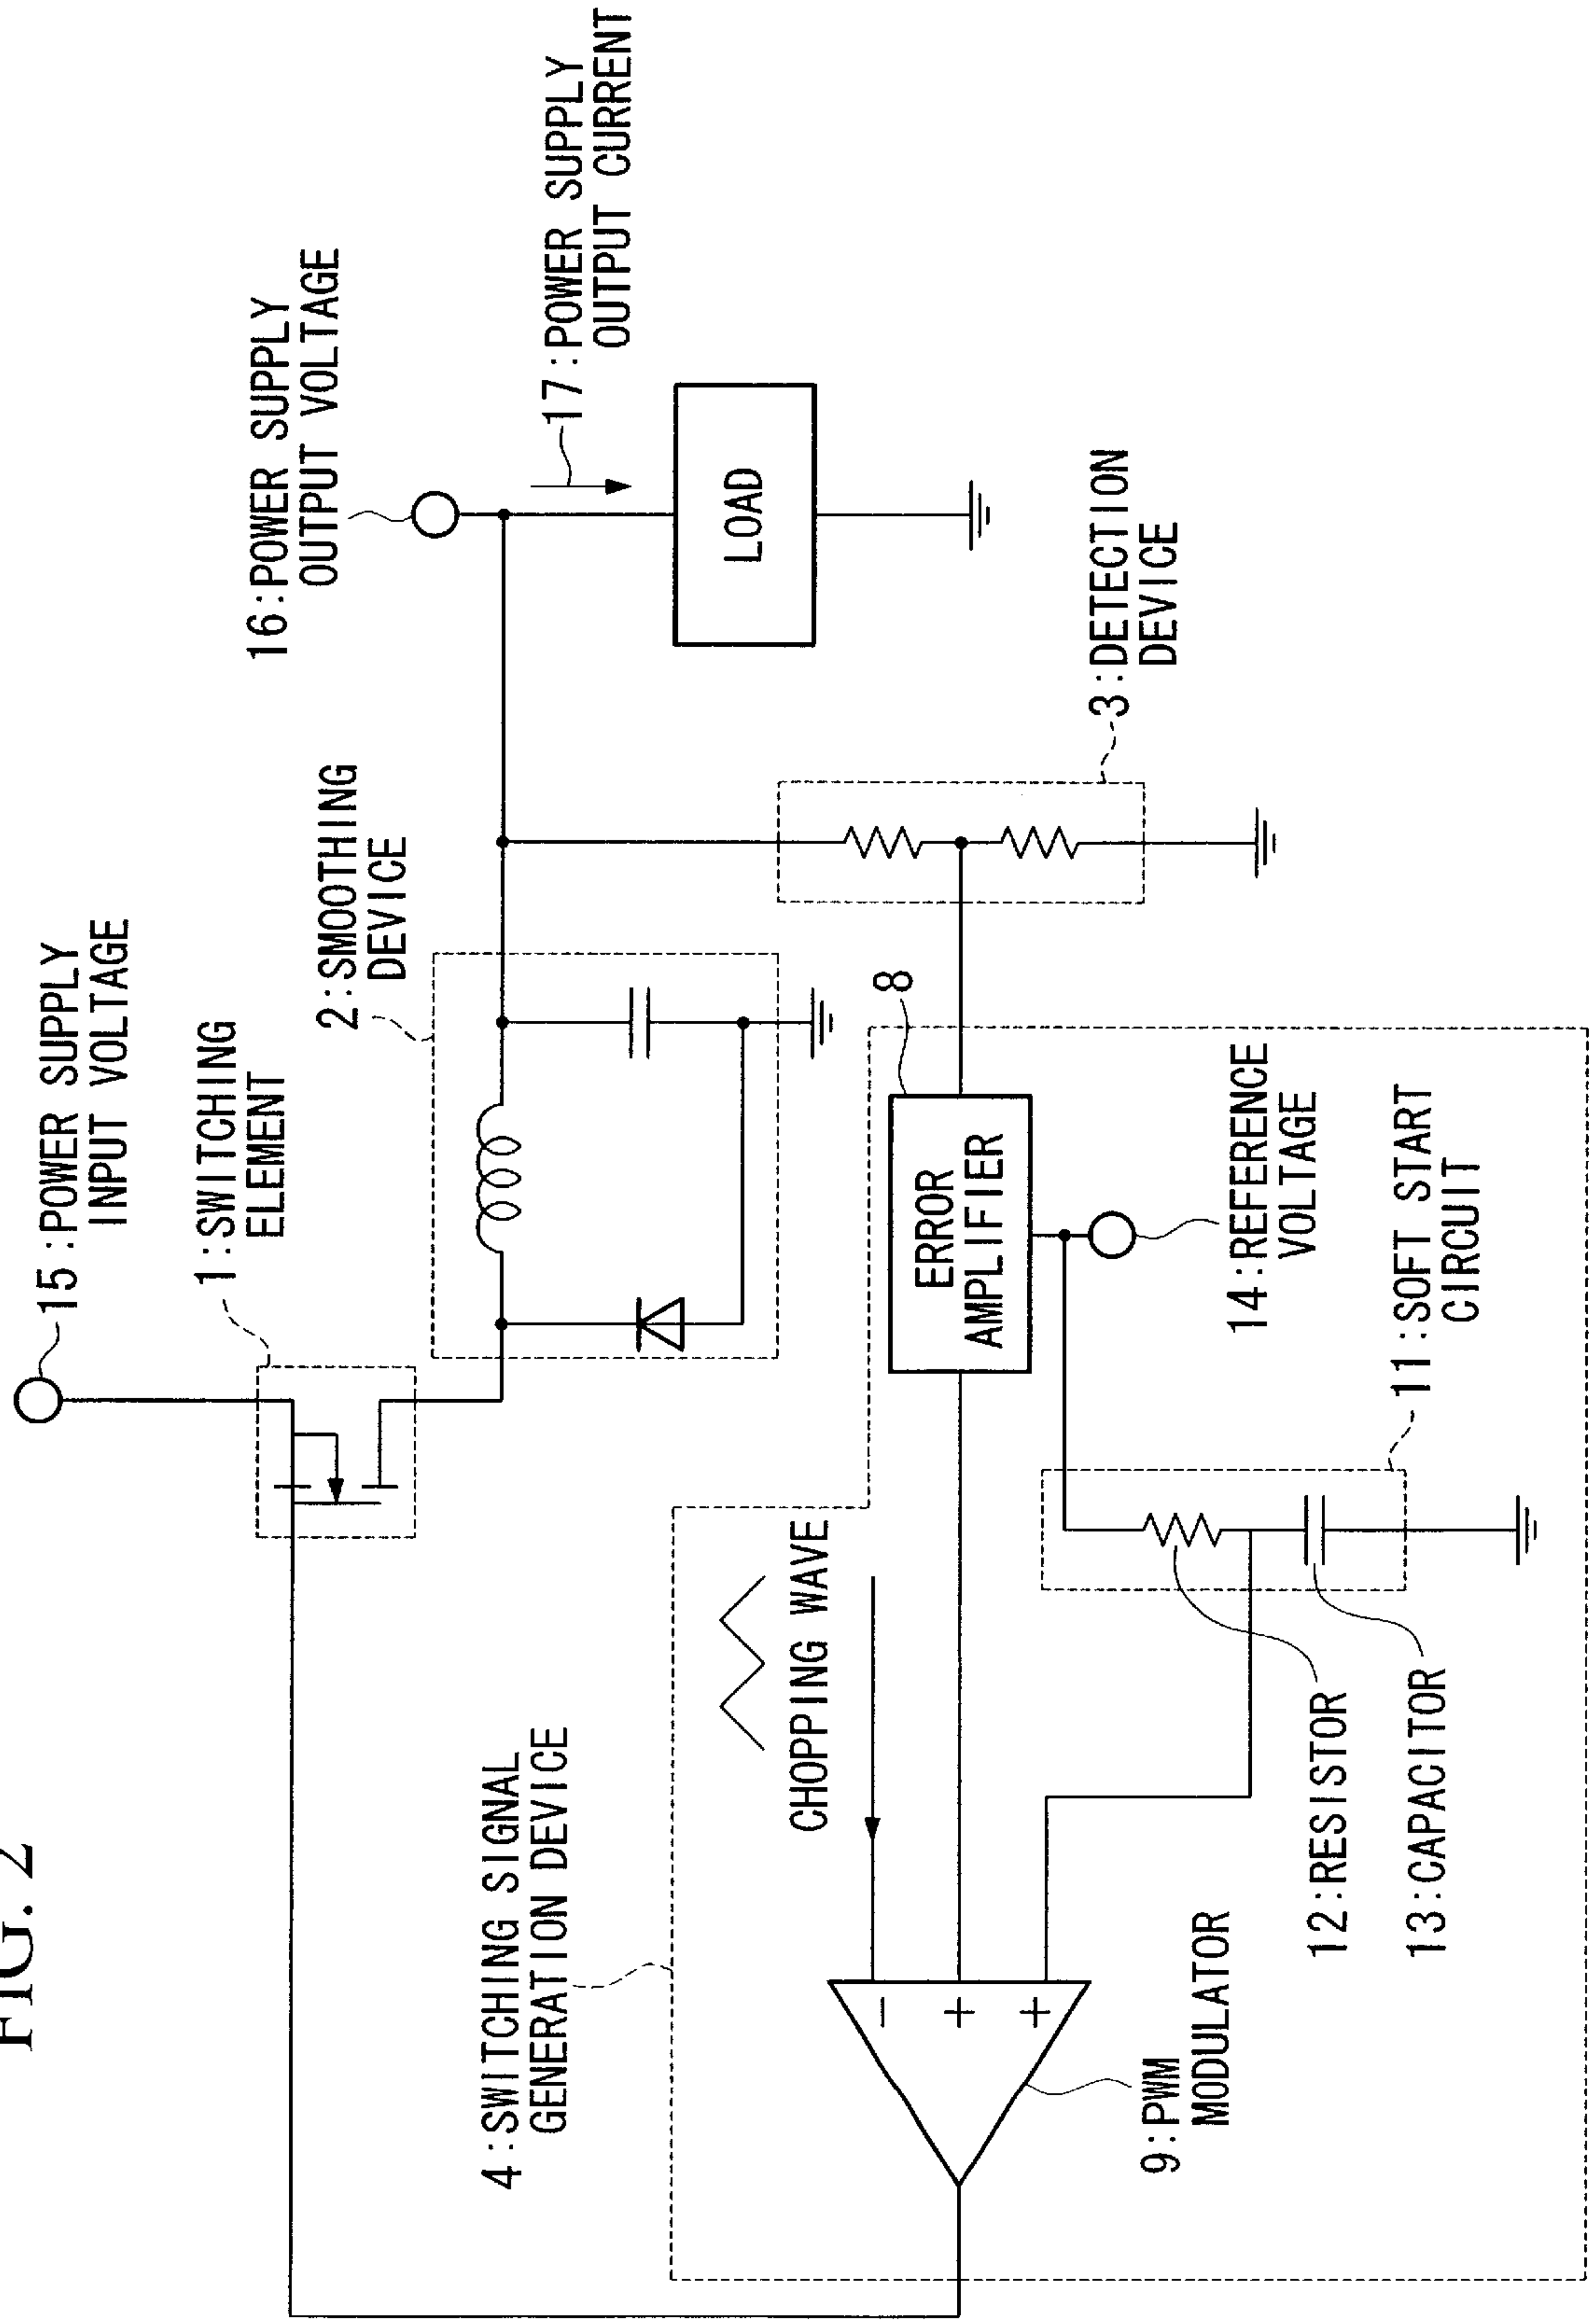 FIG. 2
15:POWER SUPPLY
INPUT VOLTAGE
1:SWITCHING
ELEMENT
2:SMOOTHING
DEVICE
16:POWER SUPPLY
OUTPUT VOLTAGE
17:POWER SUPPLY
OUTPUT CURRENT
LOAD
3:DETECTION
DEVICE
4:SWITCHING SIGNAL
GENERATION DEVICE
CHOPPING WAVE
8
ERROR
AMPLIFIER
14:REFERENCE
VOLTAGE
11:SOFT START
CIRCUIT
12:RESISTOR
13:CAPACITOR
9:PWM
MODULATOR
−
+
+